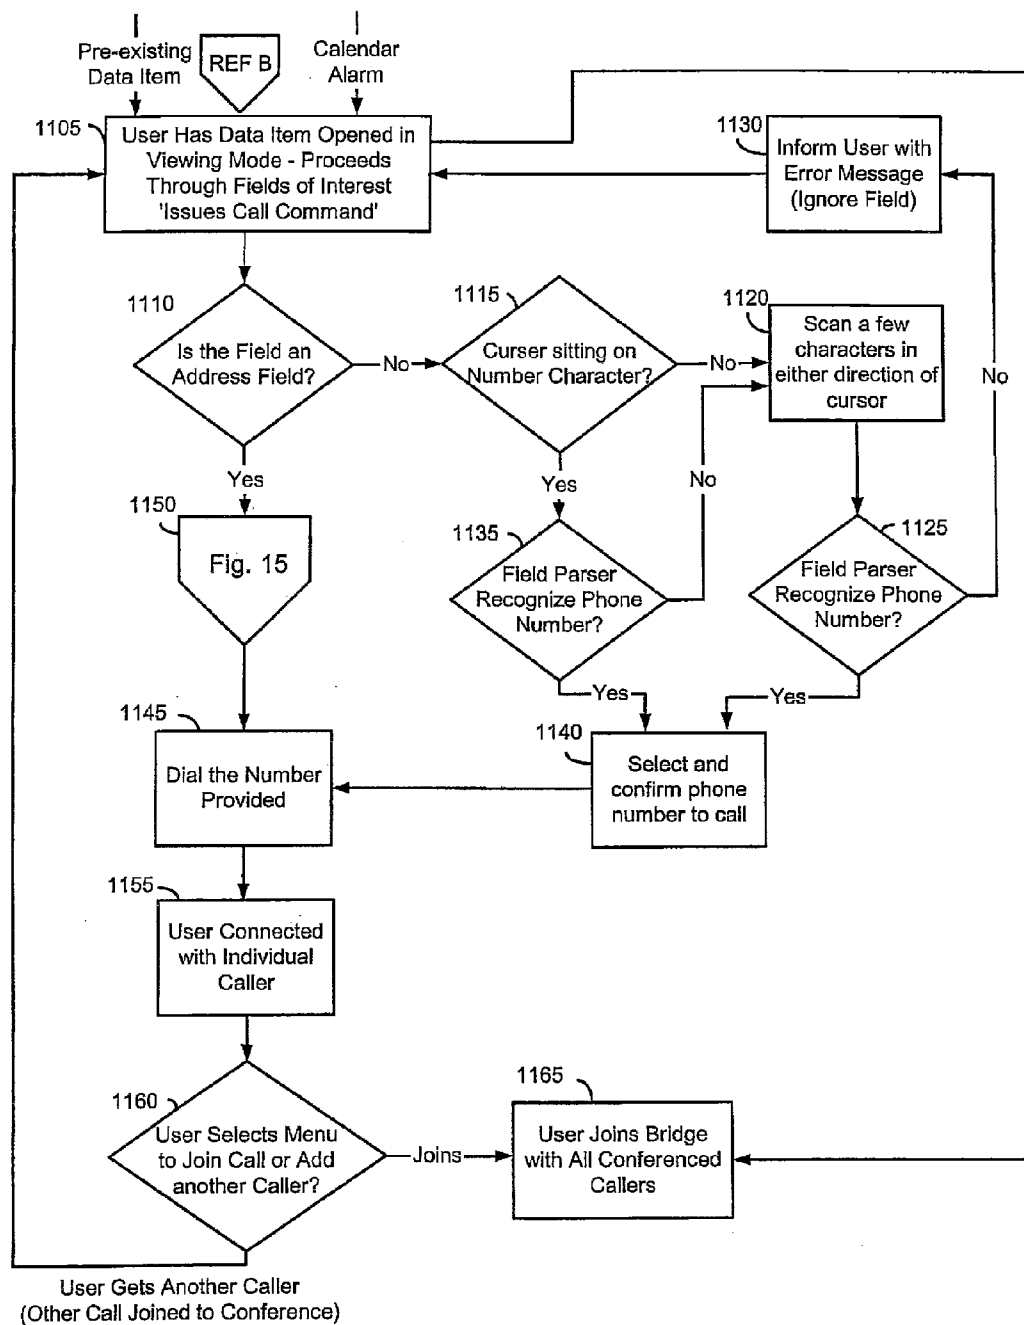 Pre-existing
Data Item
REF B
Calendar
Alarm
1105
User Has Data Item Opened in
Viewing Mode - Proceeds
Through Fields of Interest
'Issues Call Command'
1130
Inform User with
Error Message
(Ignore Field)
1110
Is the Field an
Address Field?
No
1115
Curser sitting on
Number Character?
No
1120
Scan a few
characters in
either direction of
cursor
No
Yes
Yes
No
1150
Fig. 15
1135
Field Parser
Recognize Phone
Number?
1125
Field Parser
Recognize Phone
Number?
Yes
Yes
1145
Dial the Number
Provided
1140
Select and
confirm phone
number to call
1155
User Connected
with Individual
Caller
1160
User Selects Menu
to Join Call or Add
another Caller?
Joins
1165
User Joins Bridge
with All Conferenced
Callers
User Gets Another Caller
(Other Call Joined to Conference)